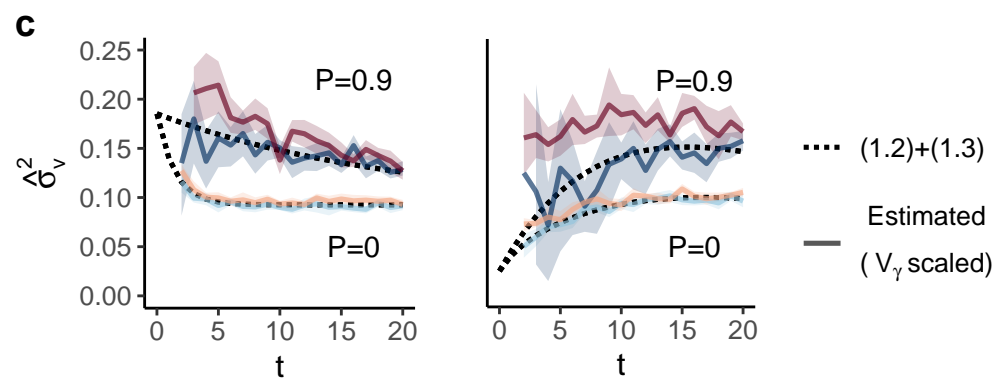 c
σ̂²ᵥ
0.25
0.20
0.15
0.10
0.05
0.00
P=0.9
P=0
0 5 10 15 20
t
P=0.9
P=0
0 5 10 15 20
t
(1.2)+(1.3)
Estimated
( Vᵧ scaled)